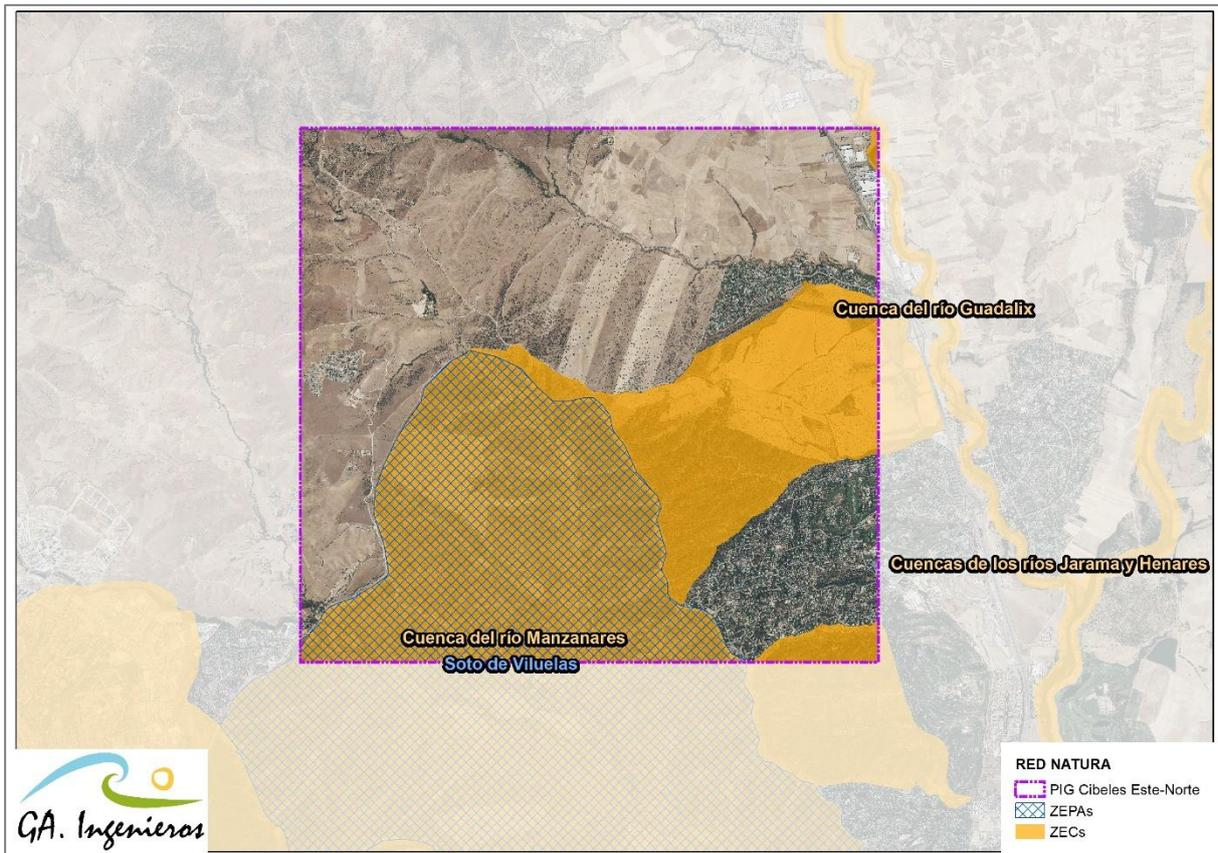 Cuenca del río Guadalix
Cuencas de los ríos Jarama y Henares
Cuenca del río Manzanares
Soto de Viluelas
GA. Ingenieros
RED NATURA
PIG Cibeles Este-Norte
ZEPAs
ZECs